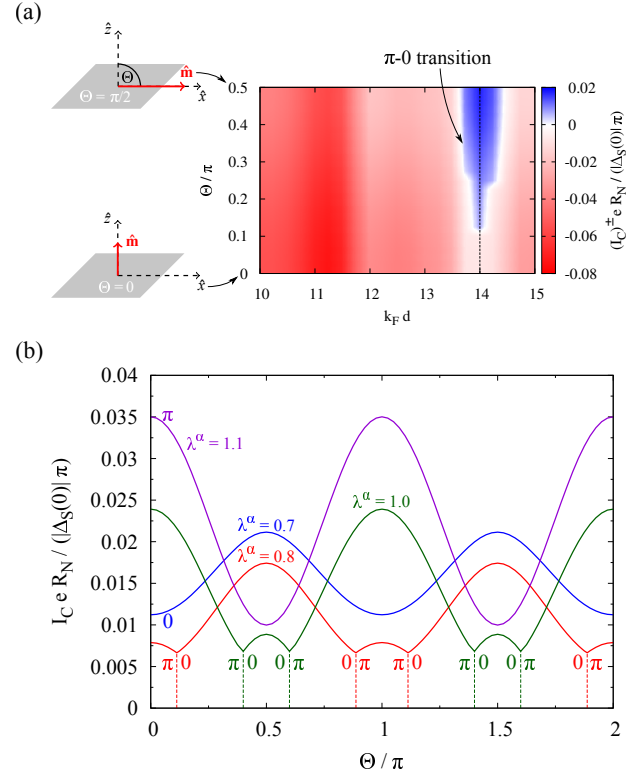 (a)
ẑ
Θ
m̂
Θ = π/2
x̂
ẑ
m̂
Θ = 0
x̂
π-0 transition
Θ / π
0.5
0.4
0.3
0.2
0.1
0
10 11 12 13 14 15
k_F d
0.02
0
-0.02
-0.04
-0.06
-0.08
(I_C)^± e R_N / (|Δ_S(0)| π)
(b)
I_C e R_N / (|Δ_S(0)| π)
0.04
0.035
0.03
0.025
0.02
0.015
0.01
0.005
0
π
λ^α = 1.1
λ^α = 1.0
λ^α = 0.7
λ^α = 0.8
0
π 0 0 π 0 π π 0 0 π π 0 0 π
0 0.5 1 1.5 2
Θ / π